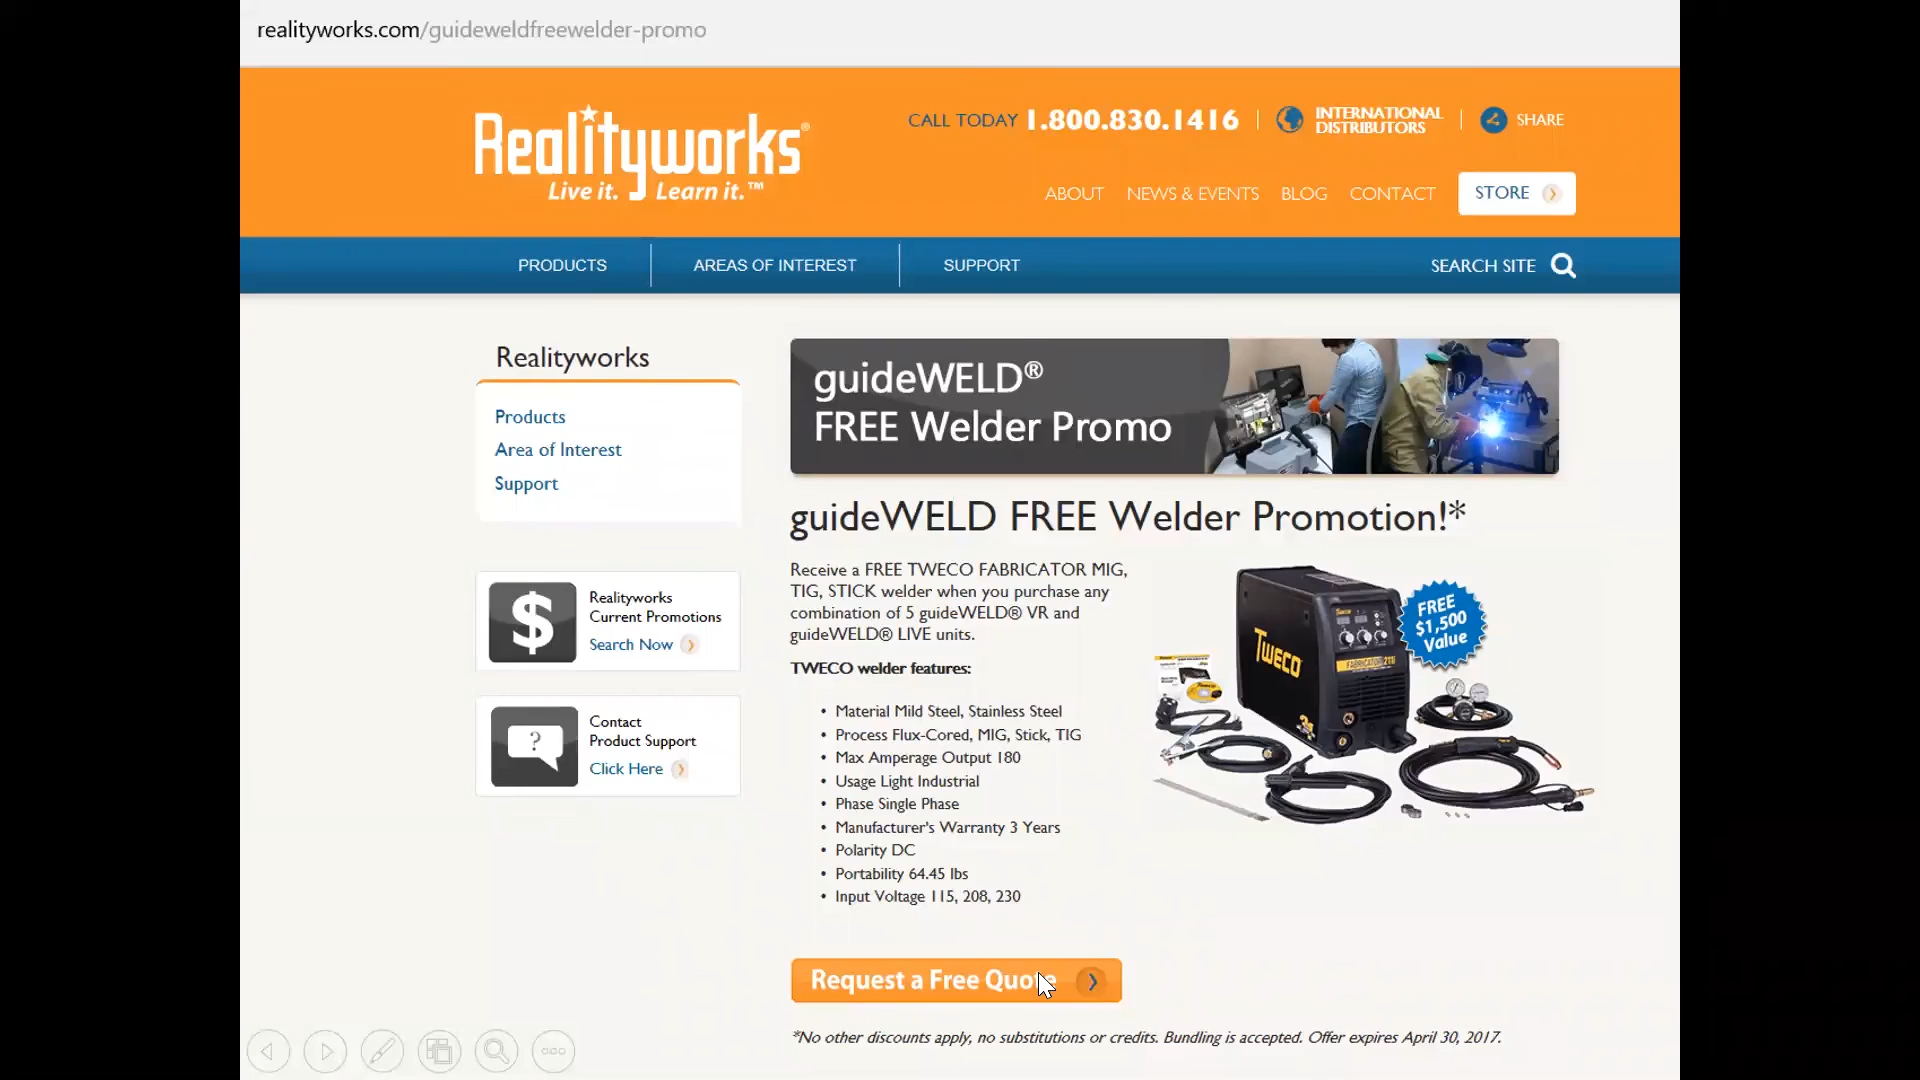 realityworks.com/guideweldfreewelder-promo
Realityworks®
Live it. Learn it.™
CALL TODAY 1.800.830.1416
INTERNATIONAL
DISTRIBUTORS
SHARE
ABOUT NEWS & EVENTS BLOG CONTACT STORE
PRODUCTS AREAS OF INTEREST SUPPORT SEARCH SITE
Realityworks
Products
Area of Interest
Support
$
Realityworks
Current Promotions
Search Now
?
Contact
Product Support
Click Here
guideWELD®
FREE Welder Promo
guideWELD FREE Welder Promotion!*
Receive a FREE TWECO FABRICATOR MIG,
TIG, STICK welder when you purchase any
combination of 5 guideWELD® VR and
guideWELD® LIVE units.
TWECO welder features:
• Material Mild Steel, Stainless Steel
• Process Flux-Cored, MIG, Stick, TIG
• Max Amperage Output 180
• Usage Light Industrial
• Phase Single Phase
• Manufacturer's Warranty 3 Years
• Polarity DC
• Portability 64.45 lbs
• Input Voltage 115, 208, 230
FREE
$1,500
Value
TWECO
FABRICATOR 211i
Request a Free Quote
*No other discounts apply, no substitutions or credits. Bundling is accepted. Offer expires April 30, 2017.